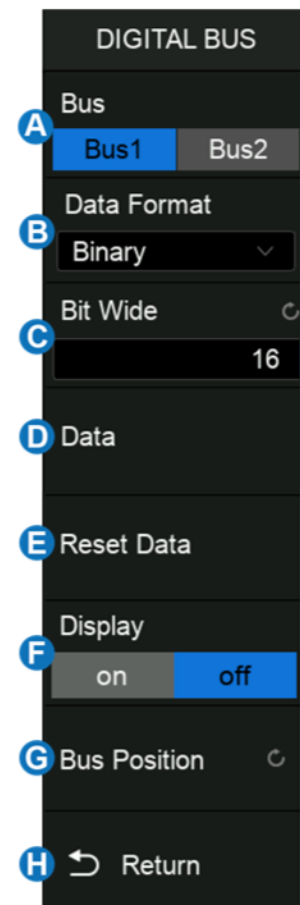 DIGITAL BUS
Bus
A
Bus1 Bus2
Data Format
B
Binary
Bit Wide
C
16
D Data
E Reset Data
Display
F
on off
G Bus Position
H Return